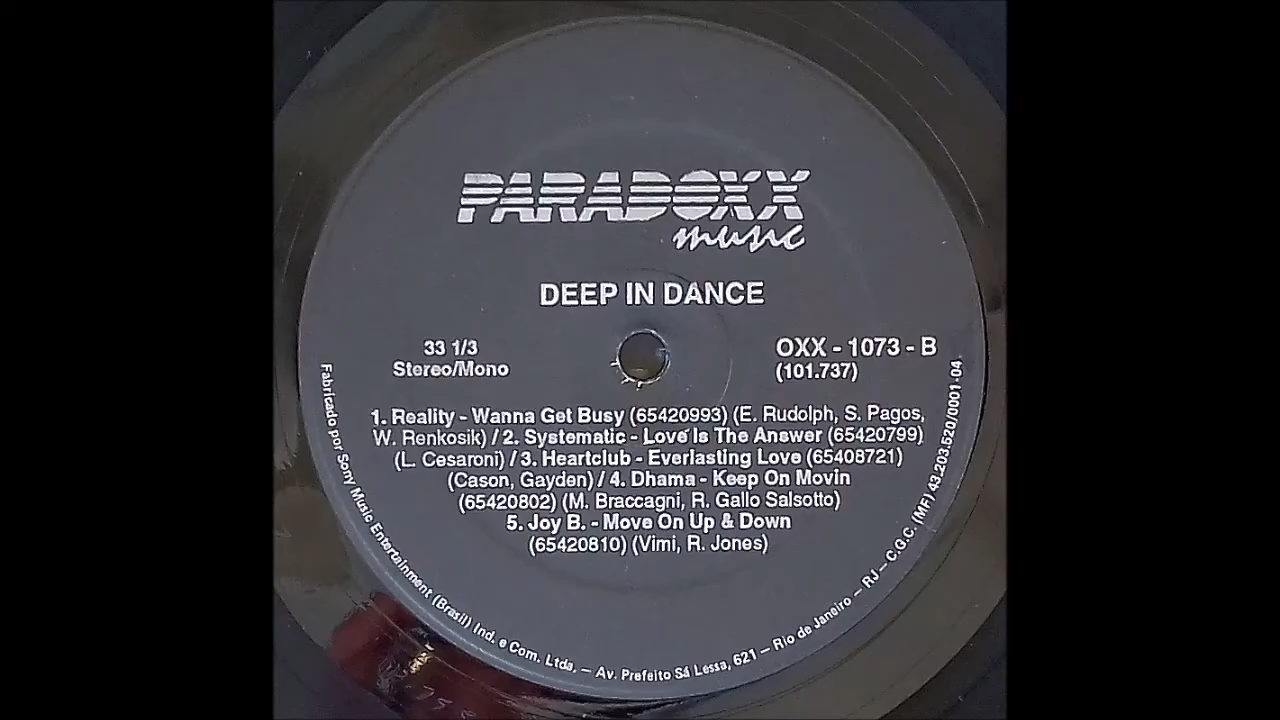 PARADOXX
music
DEEP IN DANCE
33 1/3
Stereo/Mono
OXX - 1073 - B
(101.737)
1. Reality - Wanna Get Busy (65420993) (E. Rudolph, S. Pagos,
W. Renkosik) / 2. Systematic - Love Is The Answer (65420799)
(L. Cesaroni) / 3. Heartclub - Everlasting Love (65408721)
(Cason, Gayden) / 4. Dhama - Keep On Movin
(65420802) (M. Braccagni, R. Gallo Salsotto)
5. Joy B. - Move On Up & Down
(65420810) (Vimi, R. Jones)
Fabricado por Sony Music Entertainment (Brasil) Ind. e Com. Ltda. – Av. Prefeito Sá Lessa, 621 – Rio de Janeiro – RJ – C.G.C. (MF) 43.203.520/0001-04